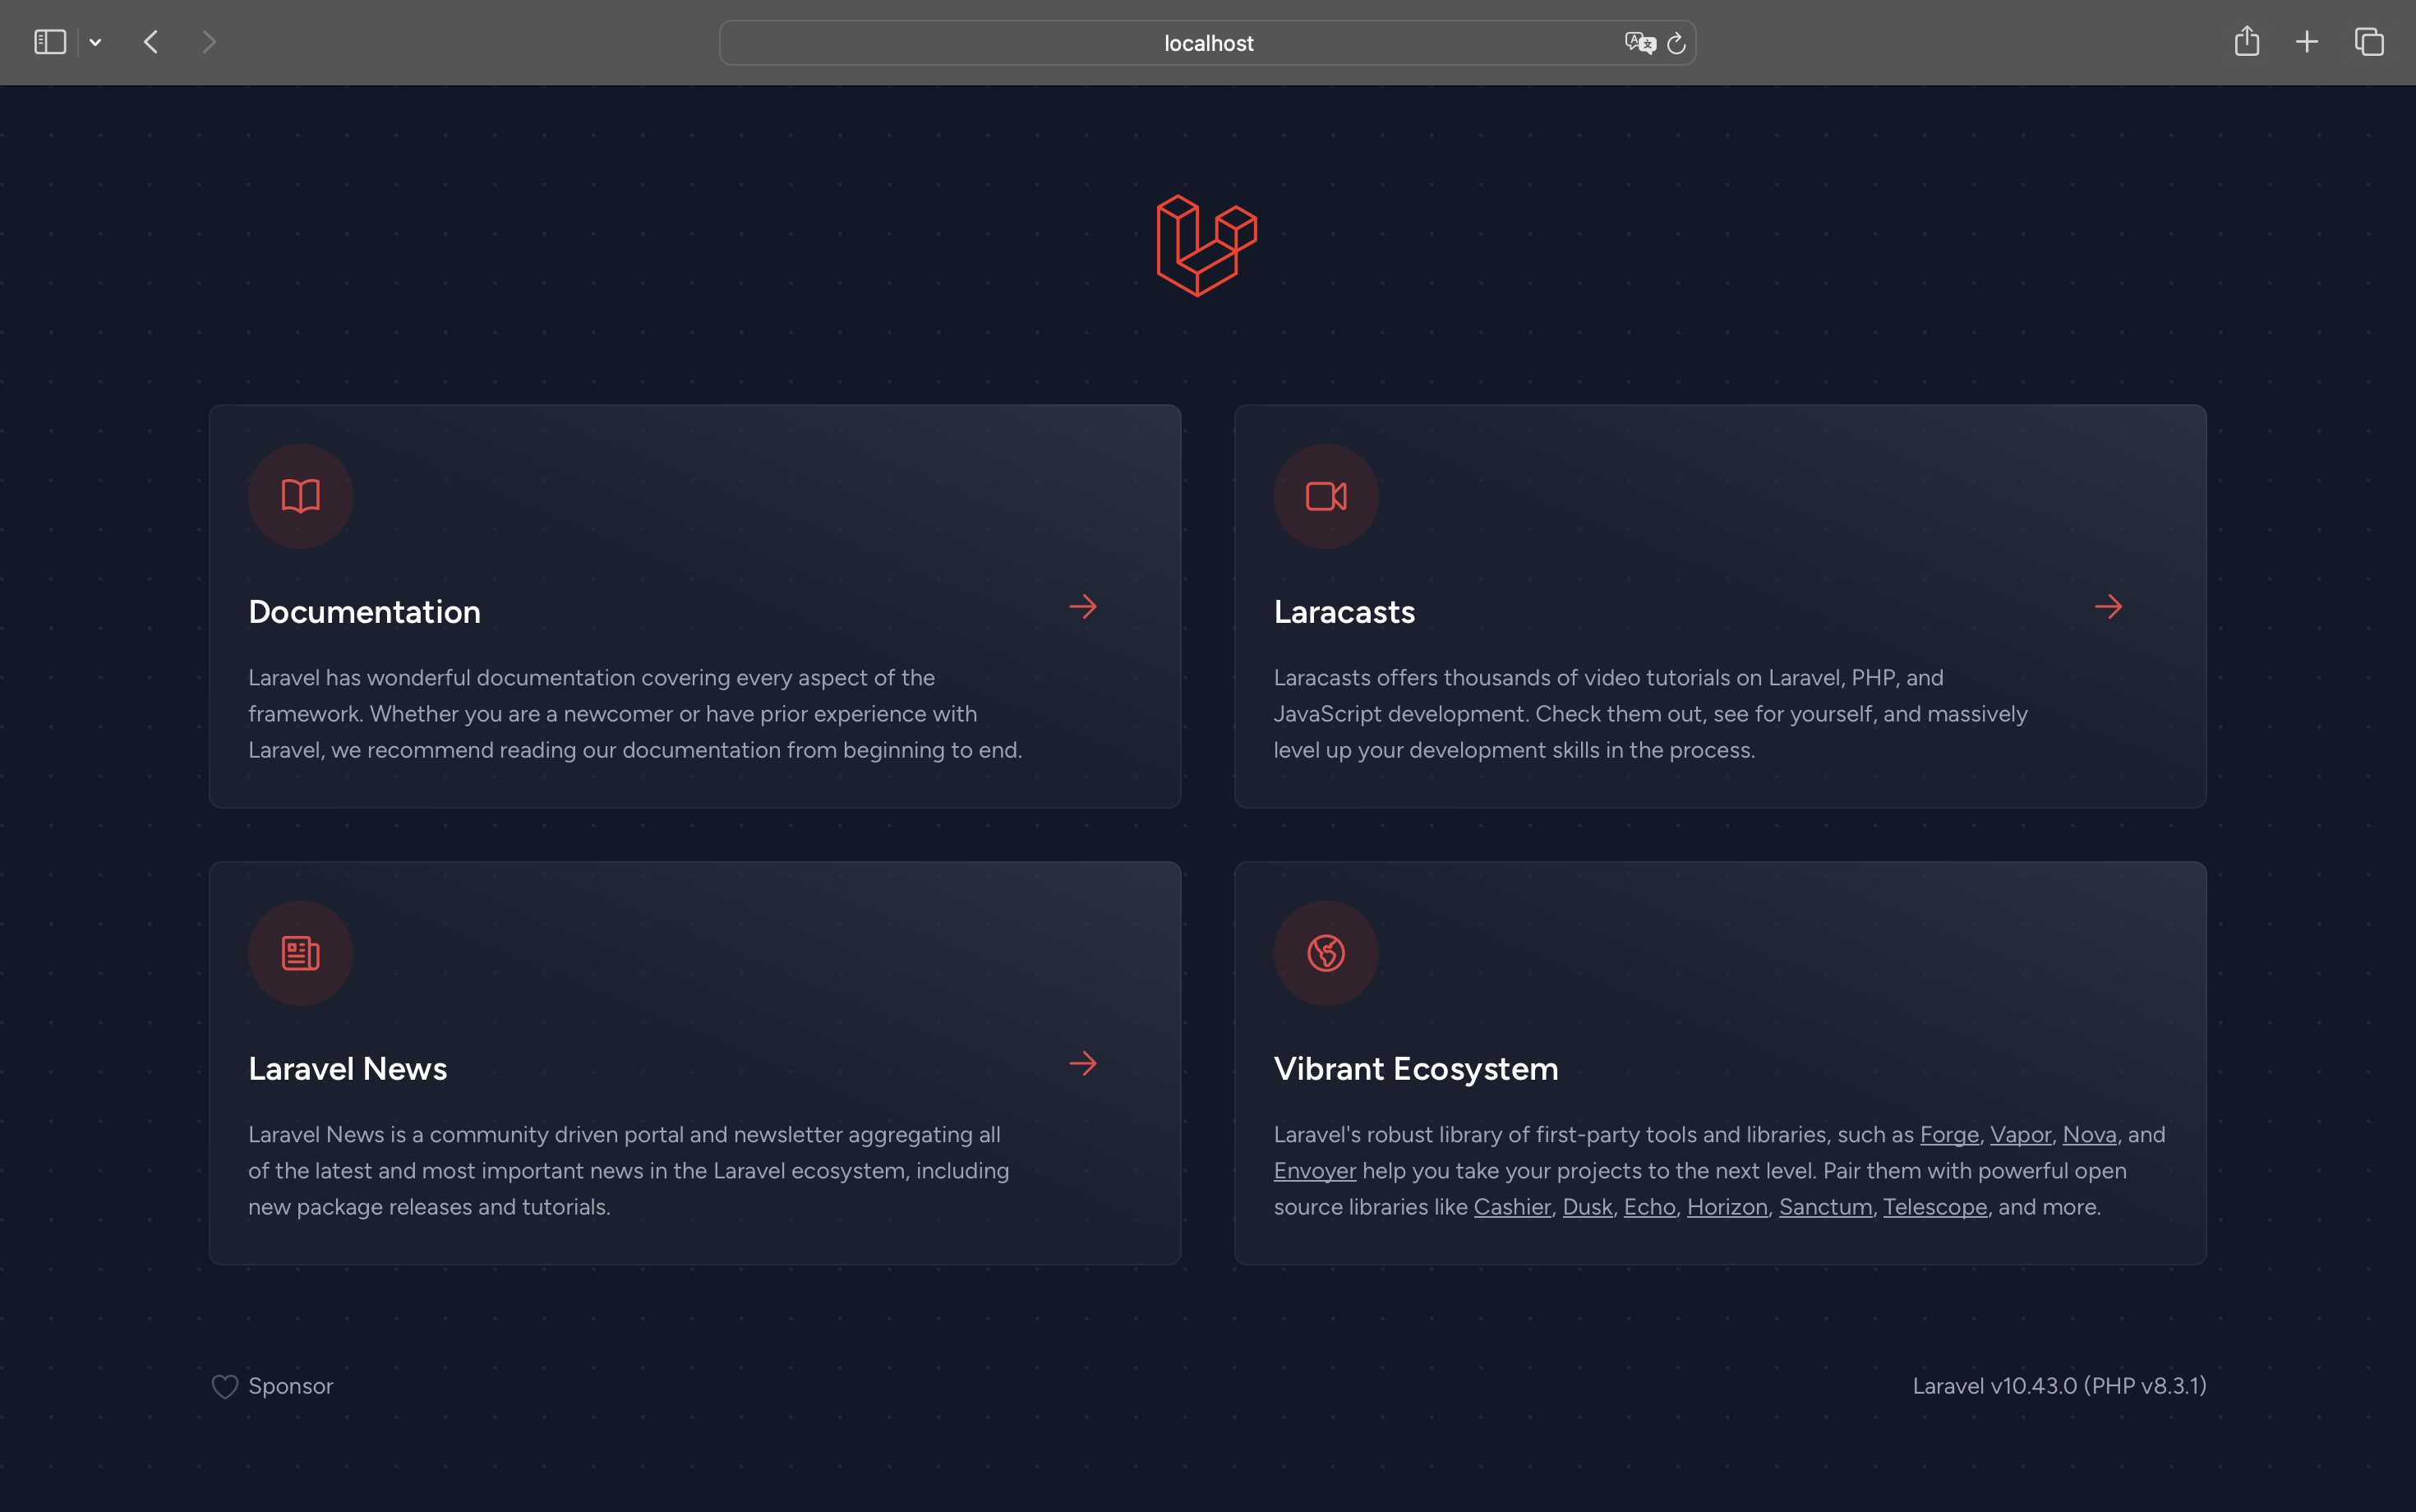 localhost
Documentation
Laravel has wonderful documentation covering every aspect of the
framework. Whether you are a newcomer or have prior experience with
Laravel, we recommend reading our documentation from beginning to end.
Laracasts
Laracasts offers thousands of video tutorials on Laravel, PHP, and
JavaScript development. Check them out, see for yourself, and massively
level up your development skills in the process.
Laravel News
Laravel News is a community driven portal and newsletter aggregating all
of the latest and most important news in the Laravel ecosystem, including
new package releases and tutorials.
Vibrant Ecosystem
Laravel's robust library of first-party tools and libraries, such as Forge, Vapor, Nova, and
Envoyer help you take your projects to the next level. Pair them with powerful open
source libraries like Cashier, Dusk, Echo, Horizon, Sanctum, Telescope, and more.
Sponsor
Laravel v10.43.0 (PHP v8.3.1)